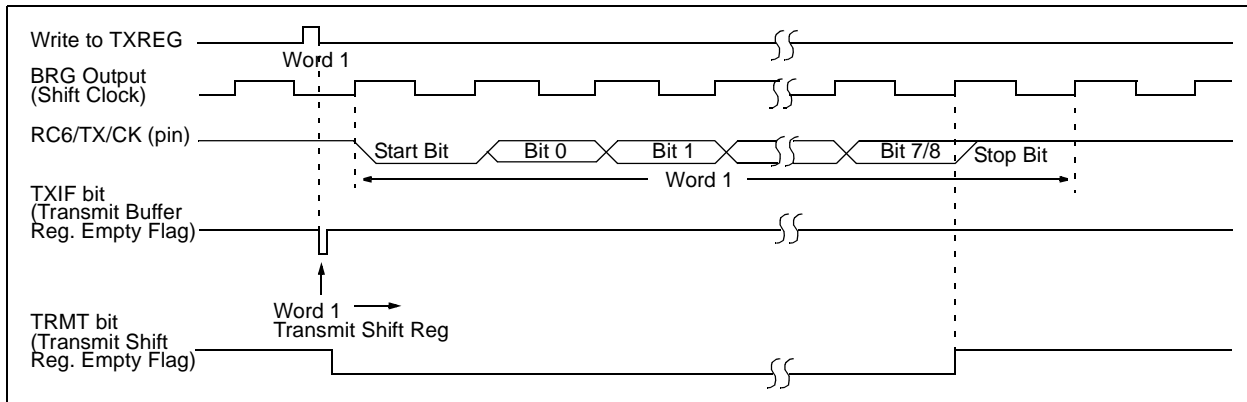 Write to TXREG
Word 1
BRG Output
(Shift Clock)
RC6/TX/CK (pin)
Start Bit
Bit 0
Bit 1
Bit 7/8
Stop Bit
Word 1
TXIF bit
(Transmit Buffer
Reg. Empty Flag)
Word 1
Transmit Shift Reg
TRMT bit
(Transmit Shift
Reg. Empty Flag)